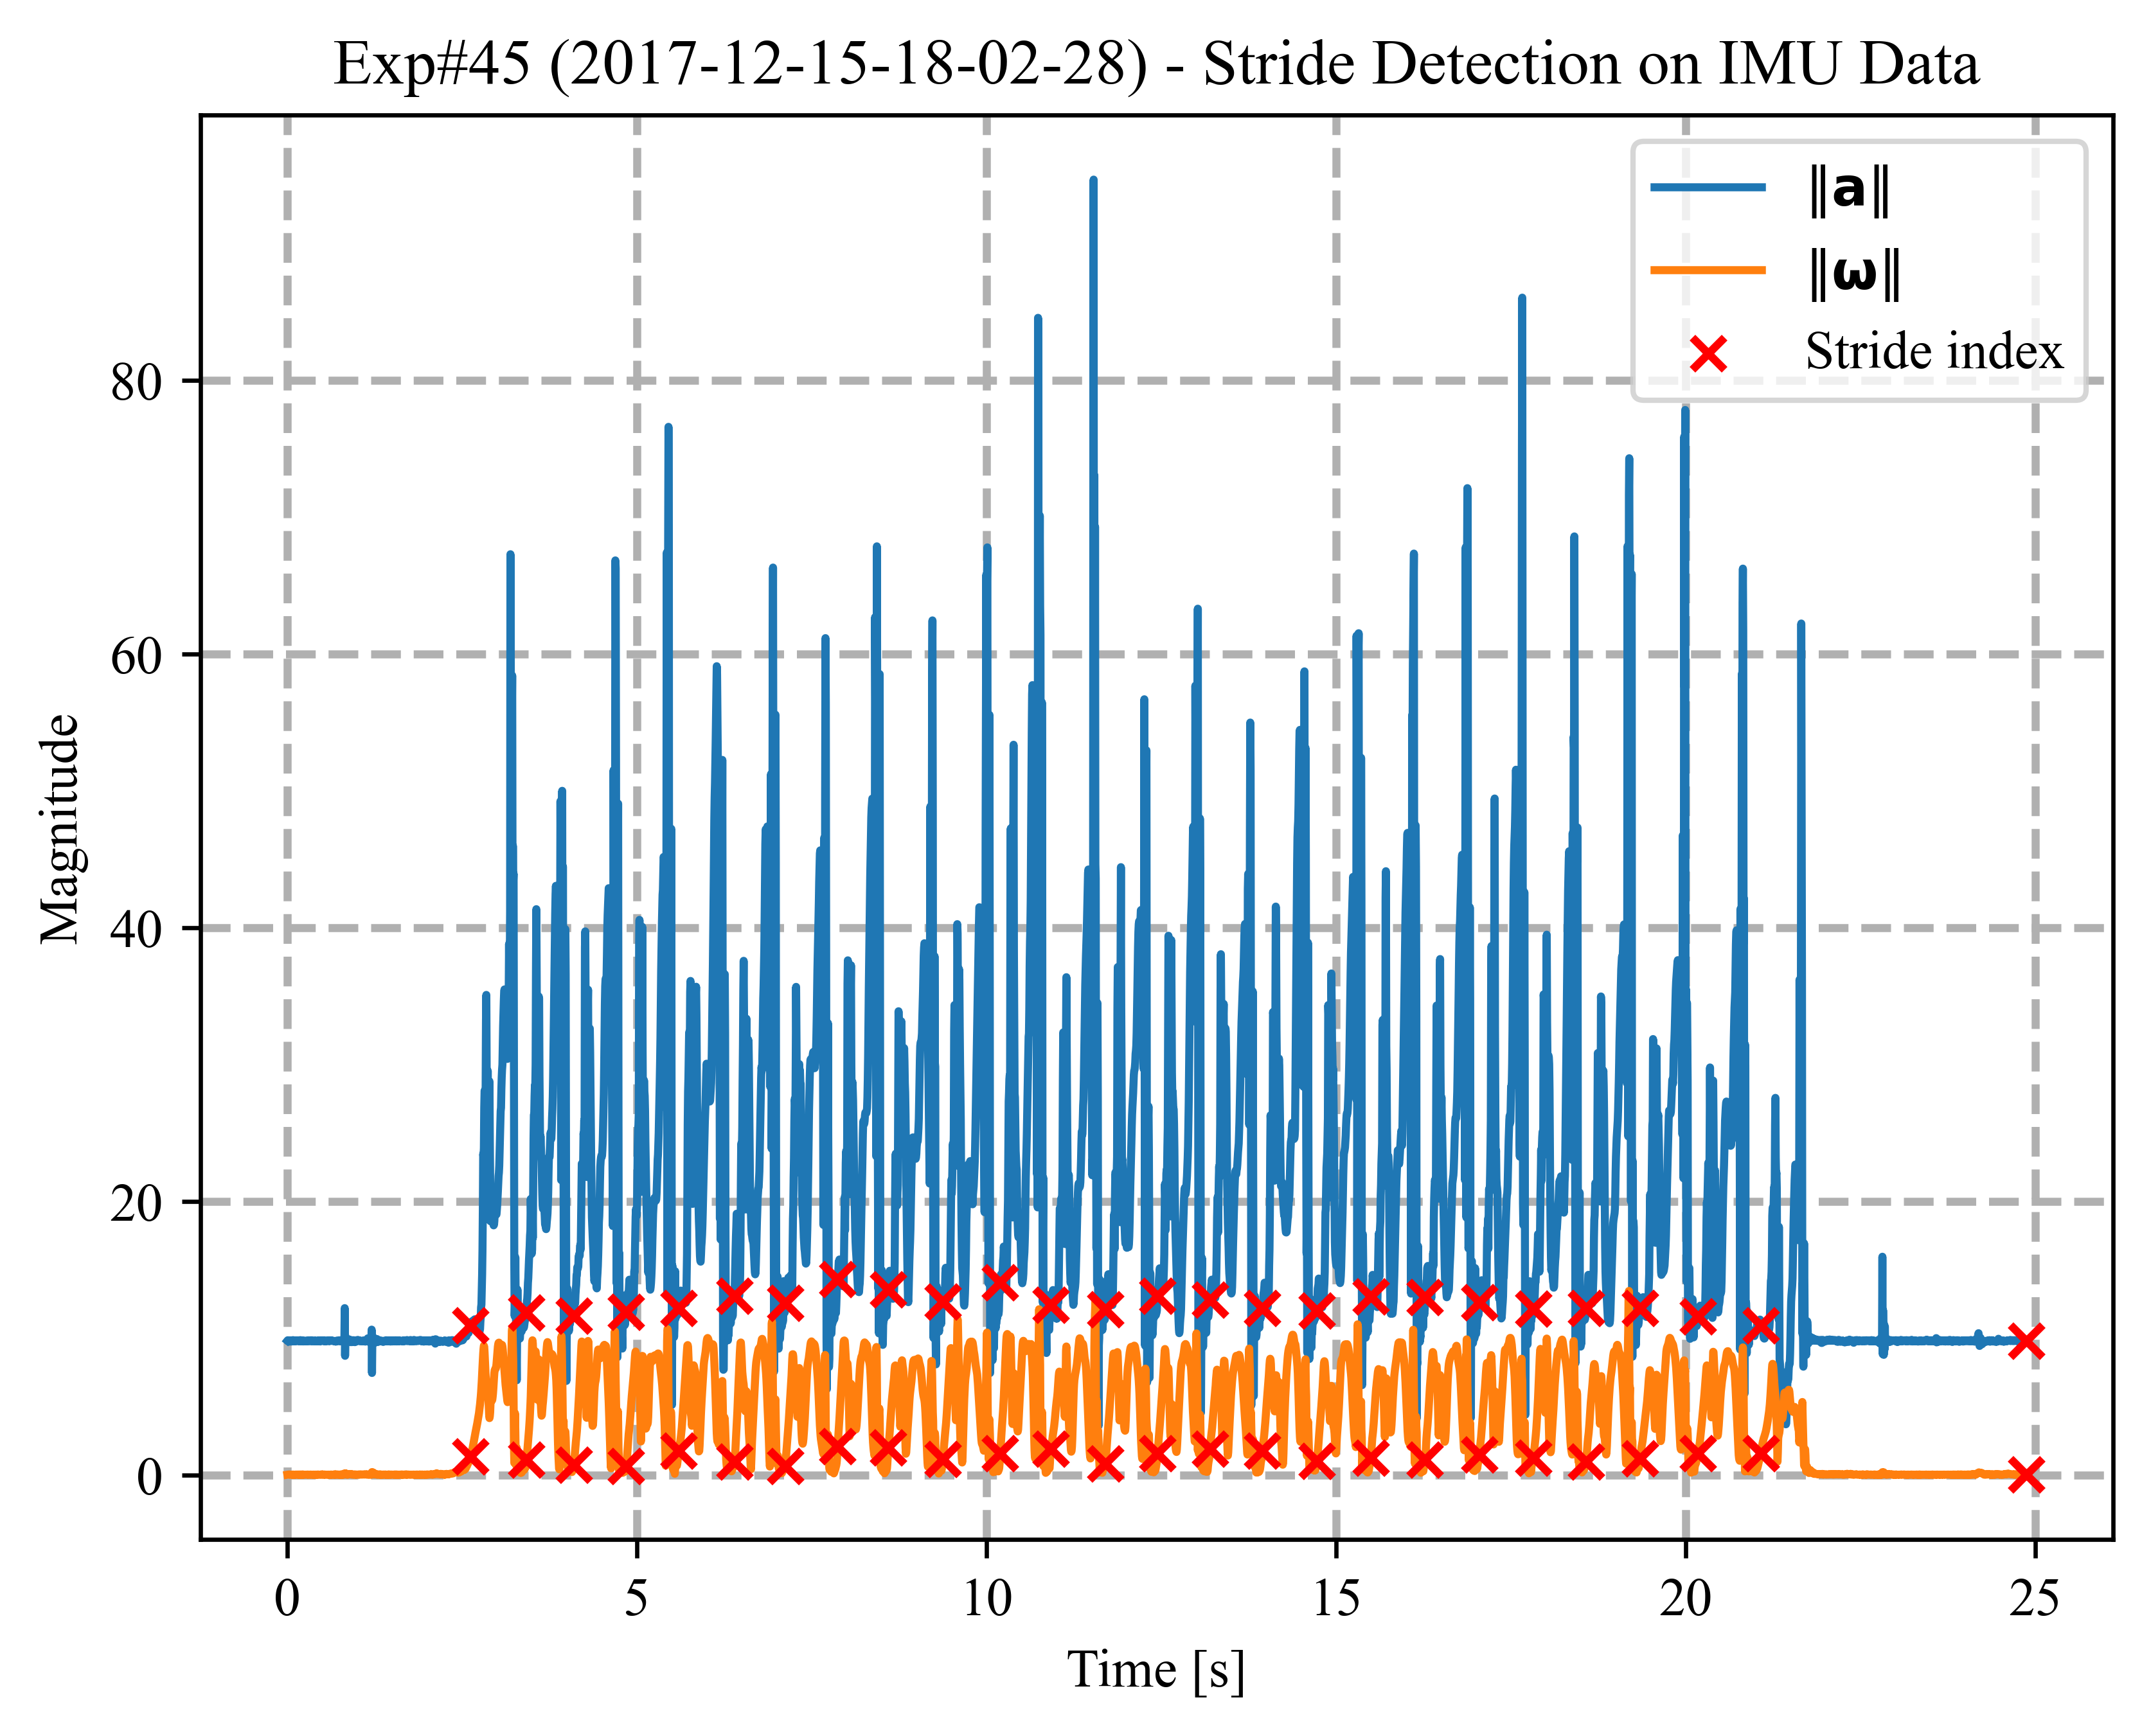 Exp#45 (2017-12-15-18-02-28) - Stride Detection on IMU Data
‖a‖
‖ω‖
Stride index
80
60
40
20
0
Magnitude
0 5 10 15 20 25
Time [s]